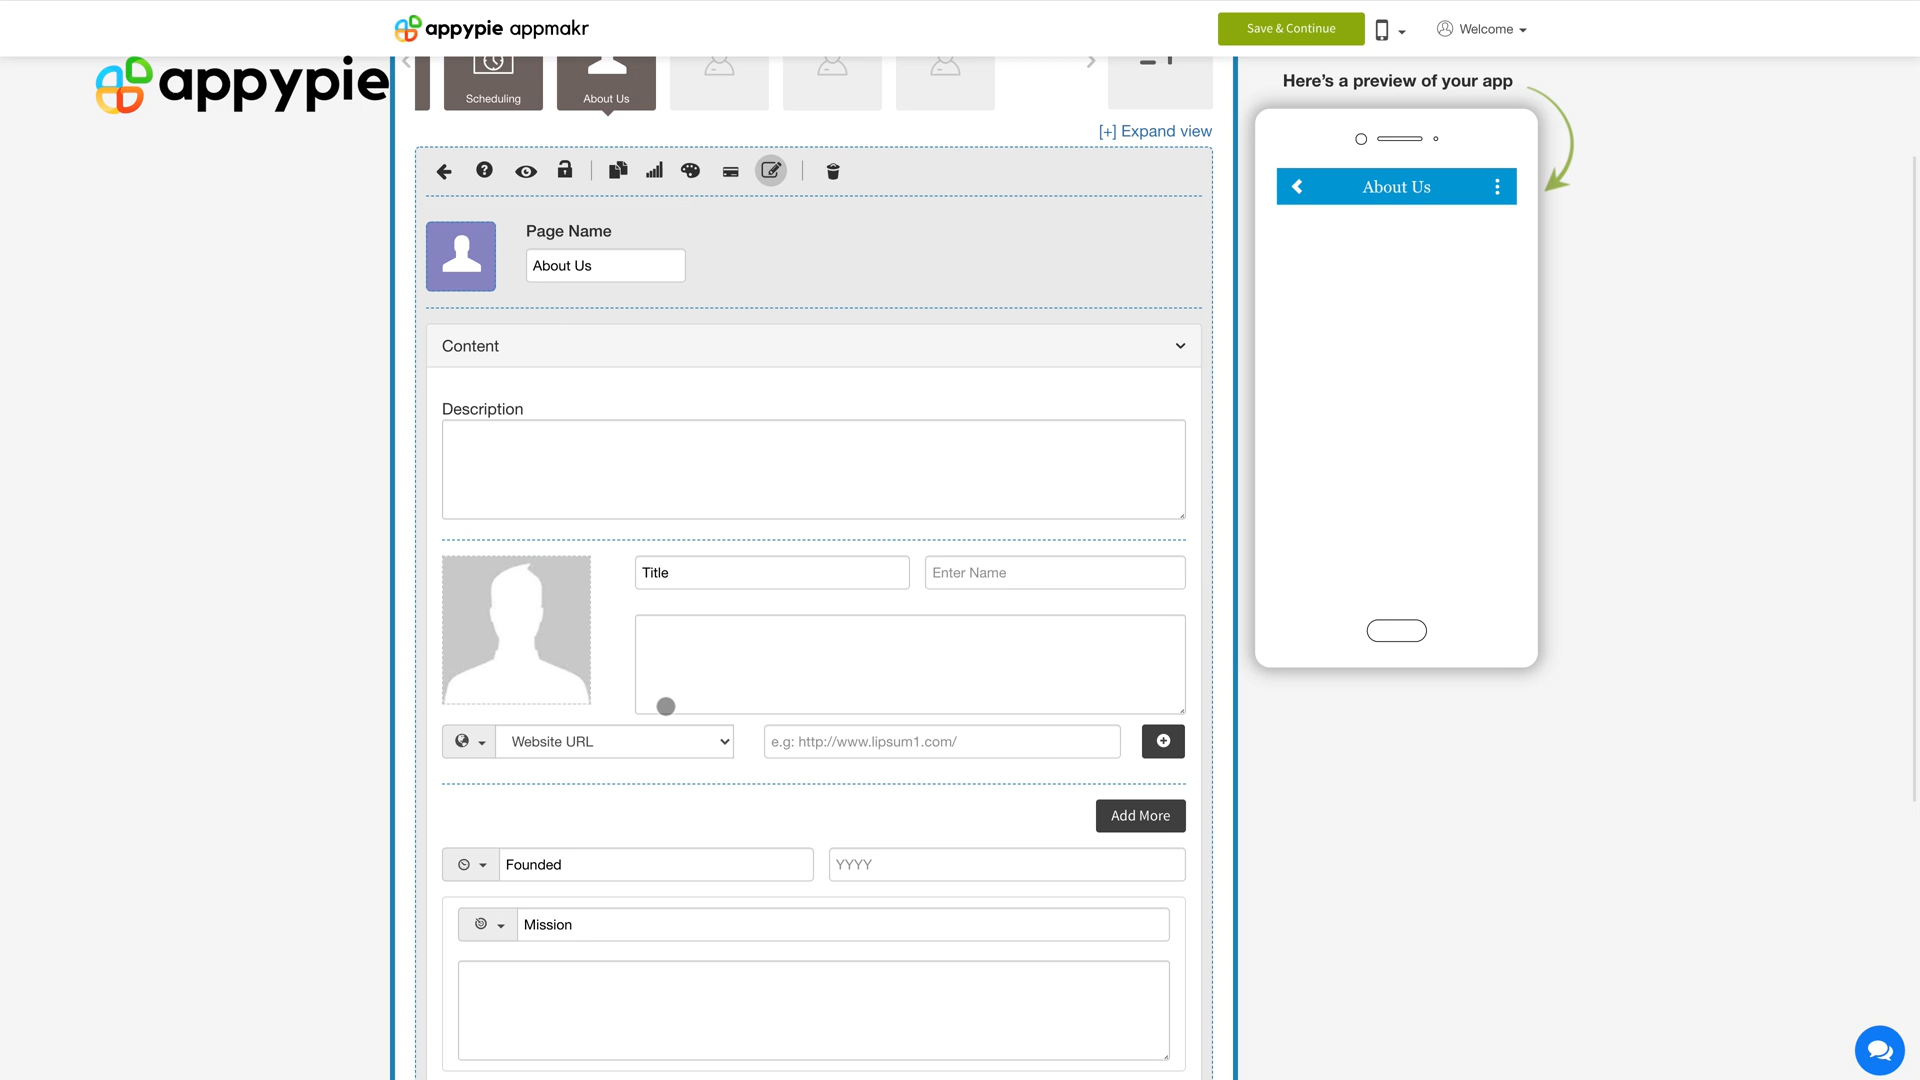 appypie appmakr
Save & Continue
Welcome
appypie
Scheduling
About Us
Here's a preview of your app
[+] Expand view
About Us
Page Name
About Us
Content
Description
Title
Enter Name
Website URL
e.g: http://www.lipsum1.com/
Add More
Founded
YYYY
Mission